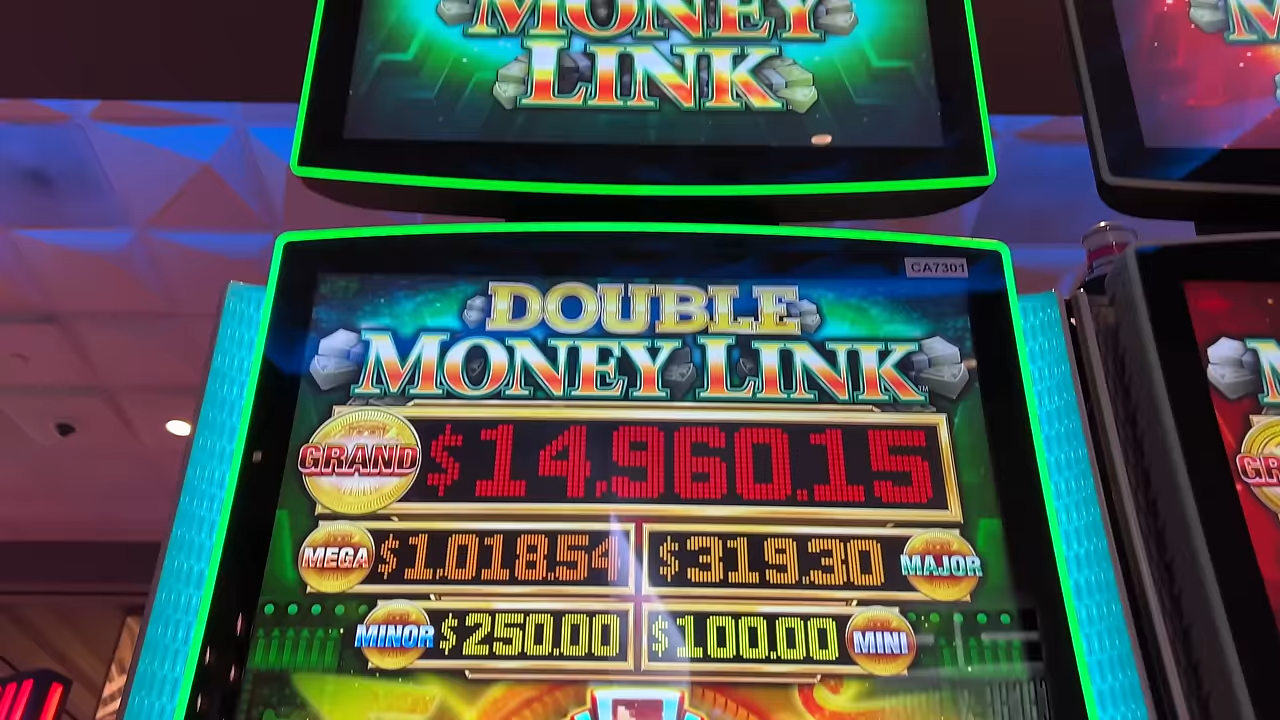 MONEY
LINK
CA7301
DOUBLE
MONEY LINK™
GRAND $14,960.15
MEGA $1,018.54 $319.30 MAJOR
MINOR $250.00 $100.00 MINI